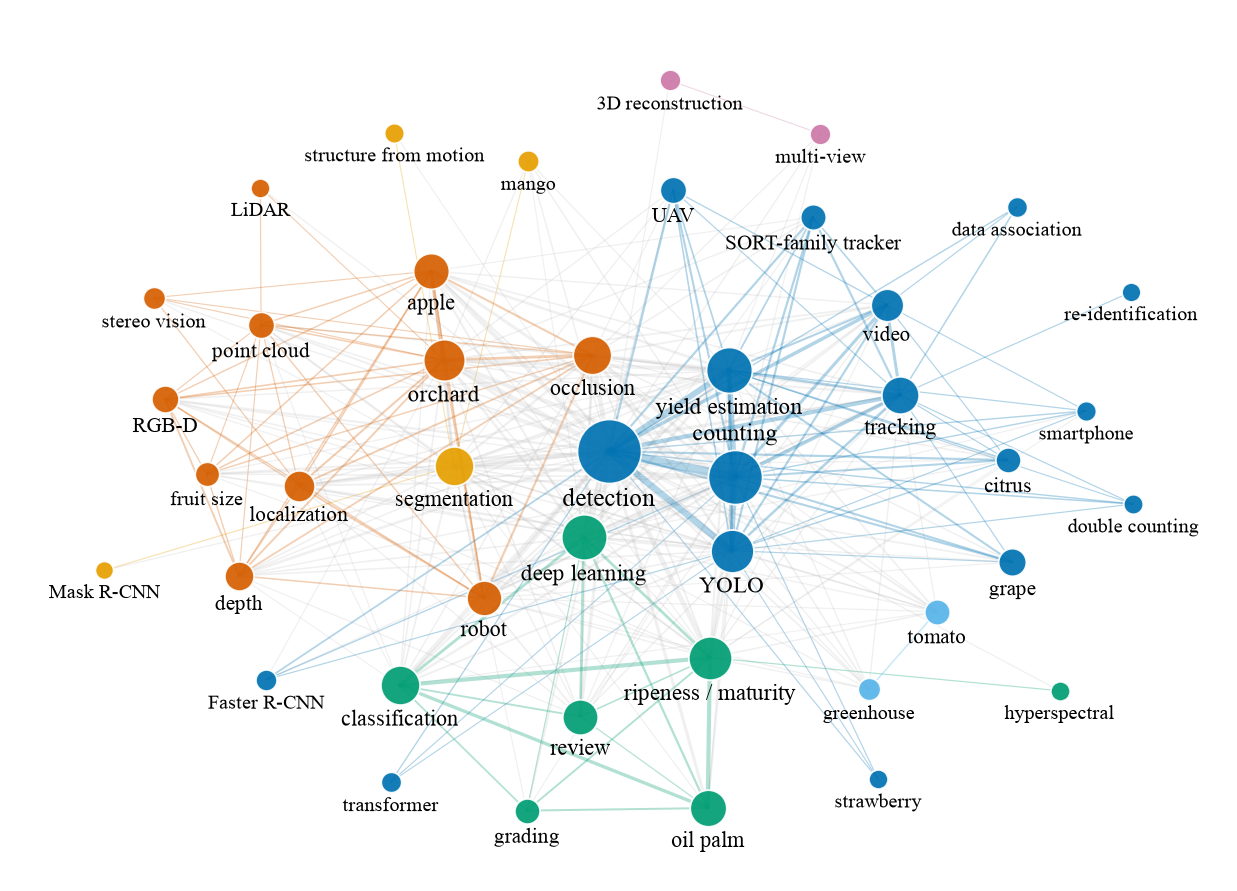 3D reconstruction
structure from motion
multi-view
mango
LiDAR
UAV
data association
SORT-family tracker
apple
stereo vision
re-identification
video
point cloud
occlusion
orchard
yield estimation
RGB-D
tracking
counting
smartphone
fruit size
segmentation
detection
citrus
localization
double counting
deep learning
YOLO
Mask R-CNN
grape
depth
robot
tomato
ripeness / maturity
Faster R-CNN
classification
greenhouse
hyperspectral
review
transformer
strawberry
grading
oil palm